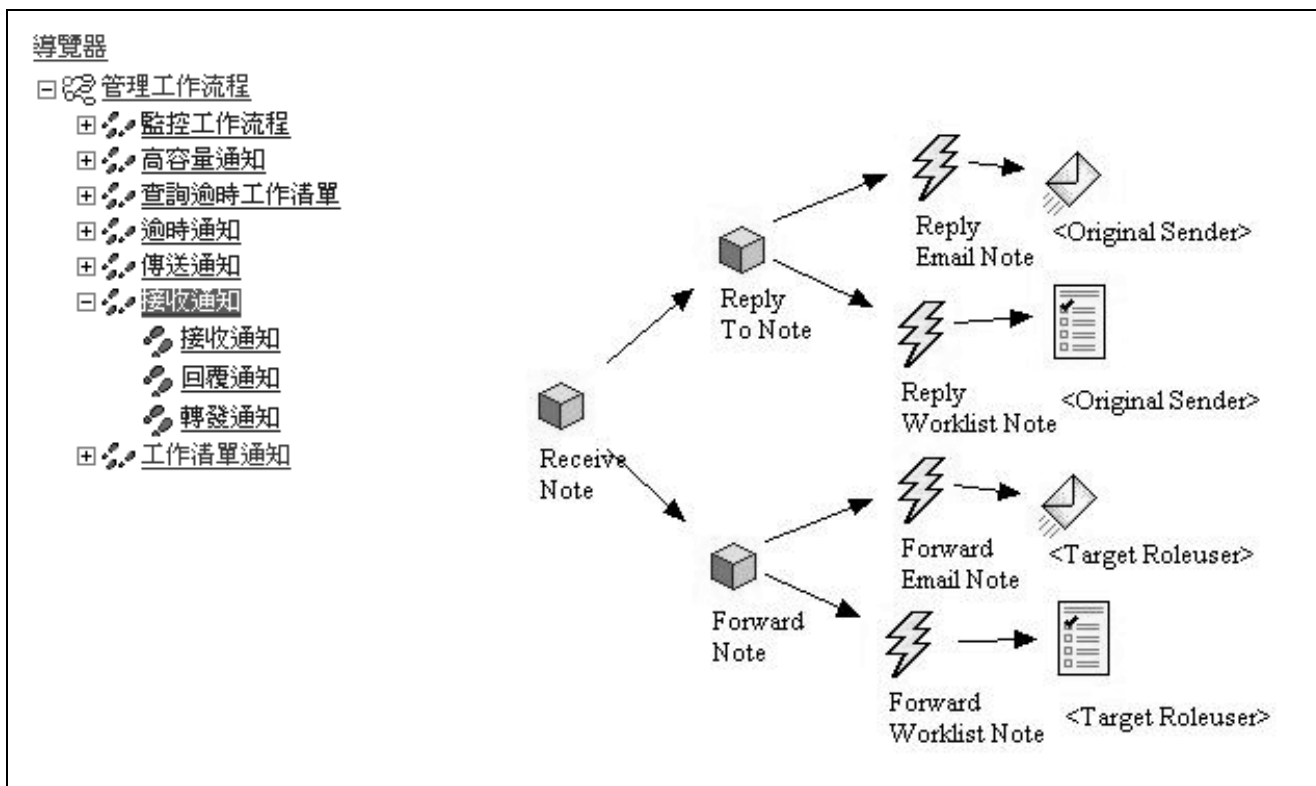 導覽器
管理工作流程
監控工作流程
高容量通知
查詢逾時工作清單
逾時通知
傳送通知
接收通知
接收通知
回覆通知
轉發通知
工作清單通知
Receive
Note
Reply
To Note
Reply
Email Note
<Original Sender>
Reply
Worklist Note
<Original Sender>
Forward
Note
Forward
Email Note
<Target Roleuser>
Forward
Worklist Note
<Target Roleuser>